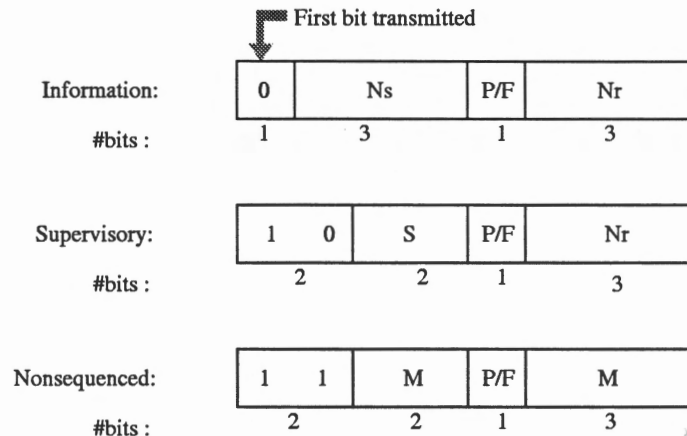 First bit transmitted
Information: 0 Ns P/F Nr
#bits : 1 3 1 3
Supervisory: 1 0 S P/F Nr
#bits : 2 2 1 3
Nonsequenced: 1 1 M P/F M
#bits : 2 2 1 3